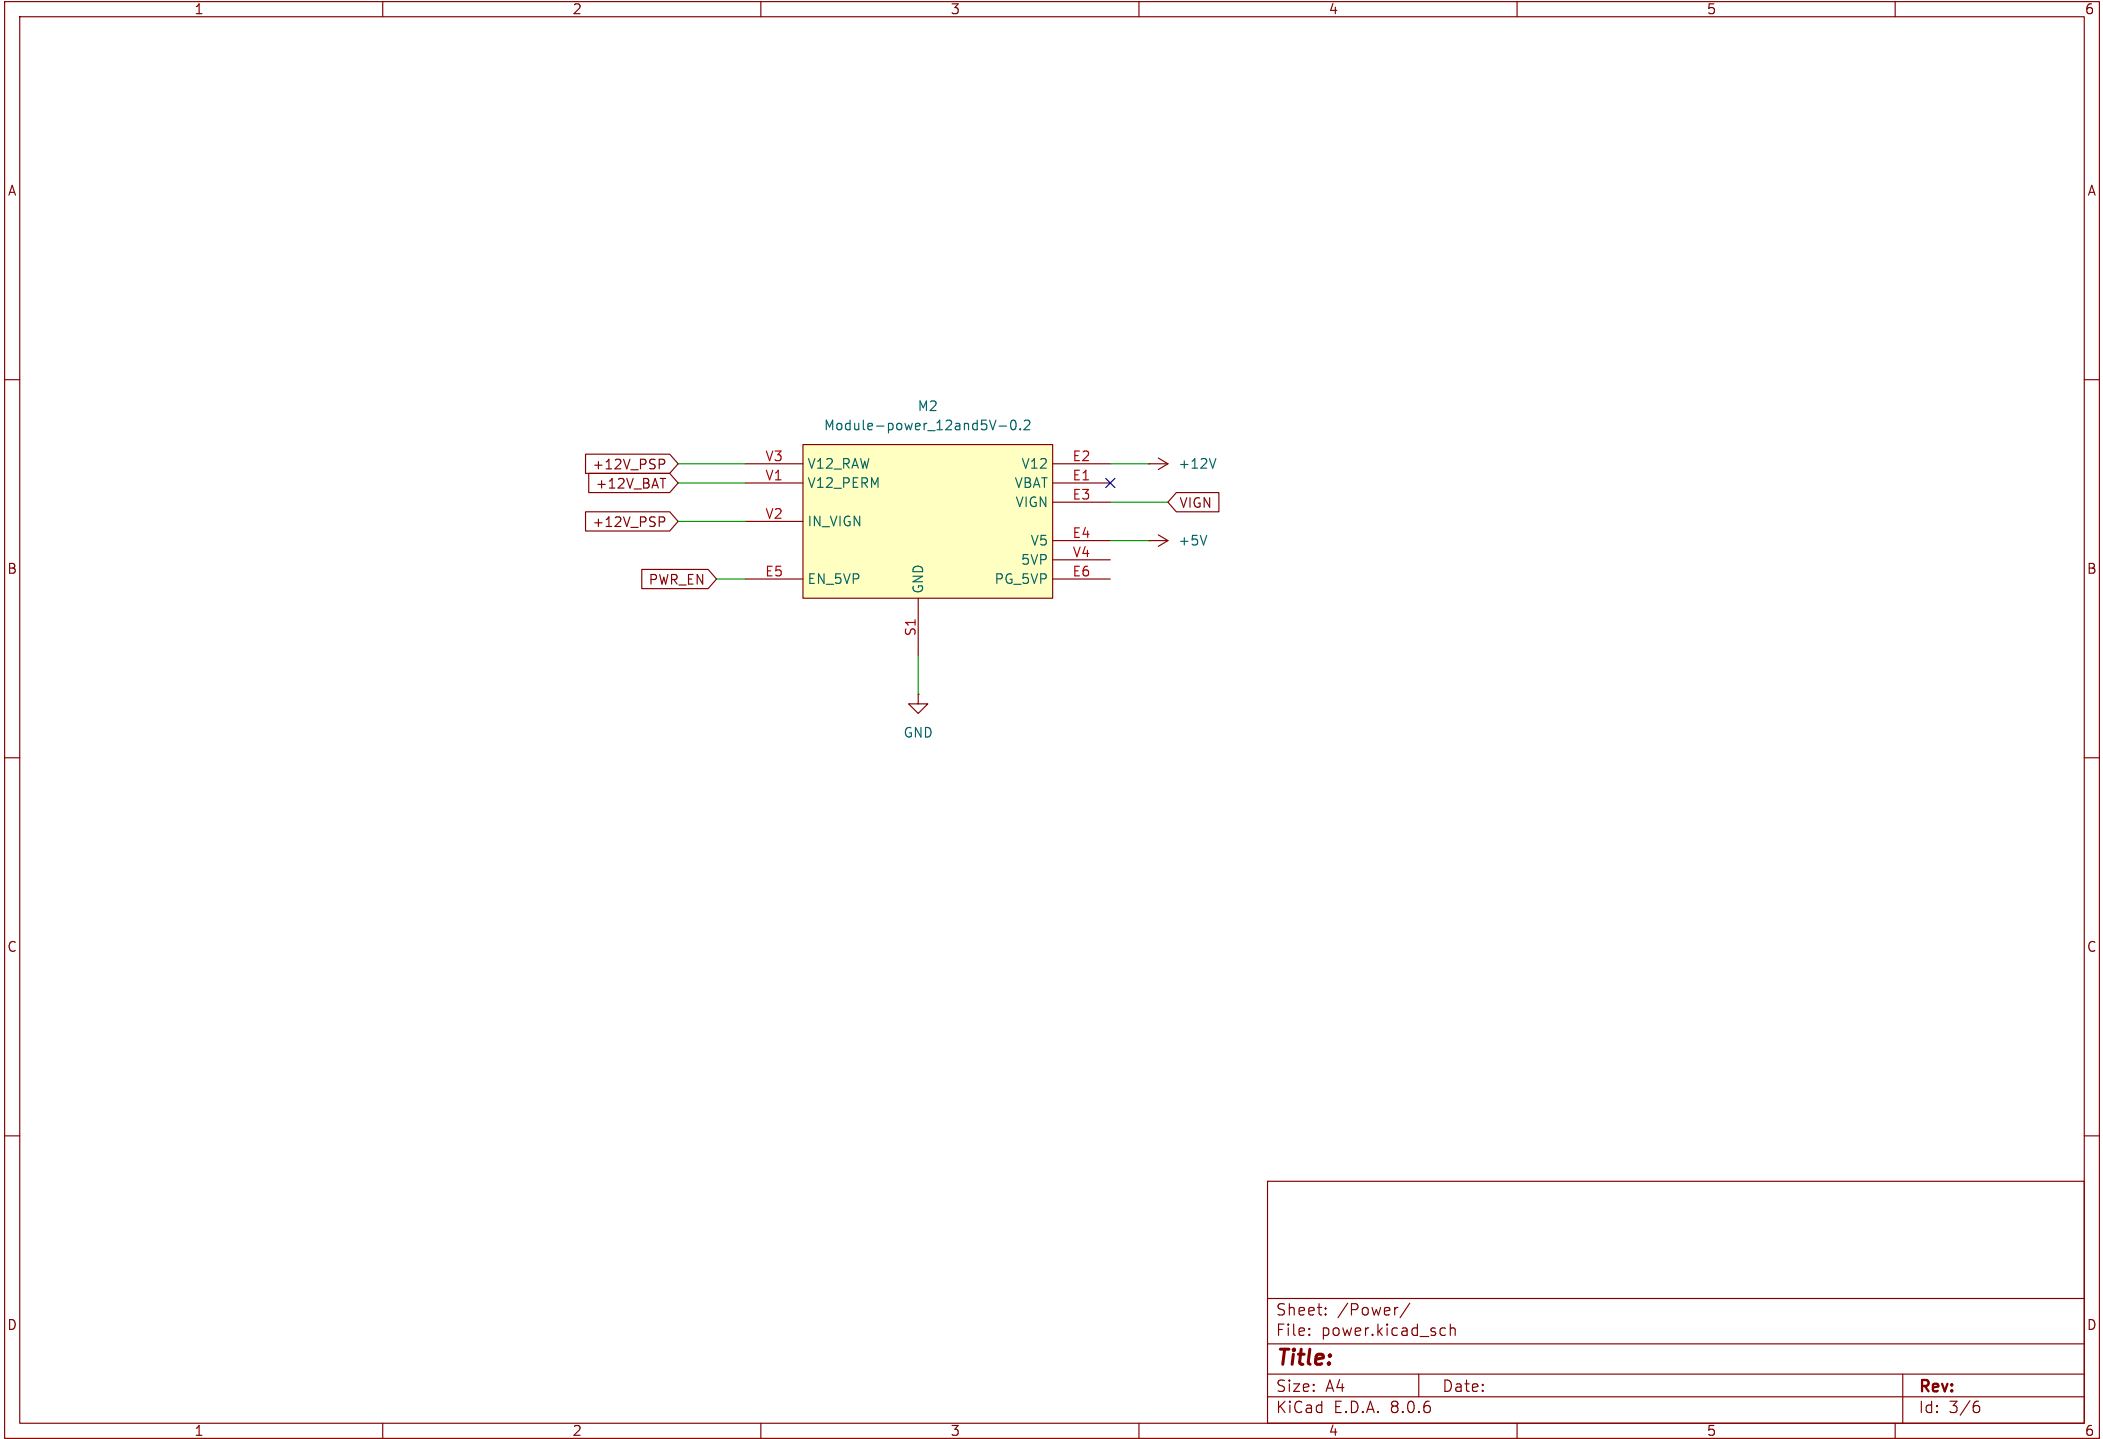 1 2 3 4 5 6
A A
M2
Module-power_12and5V-0.2
+12V_PSP V3 V12_RAW V12 E2 +12V
+12V_BAT V1 V12_PERM VBAT E1
VIGN E3 VIGN
+12V_PSP V2 IN_VIGN
V5 E4 +5V
5VP V4
B B
PWR_EN E5 EN_5VP GND PG_5VP E6
S1
GND
C C
Sheet: /Power/
D D
File: power.kicad_sch
Title:
Size: A4 Date: Rev:
KiCad E.D.A. 8.0.6 Id: 3/6
1 2 3 4 5 6